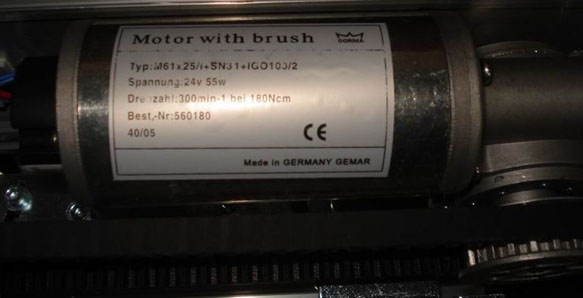 Motor with brush
DORMA
Typ:M61x25/I+SN31+IGO100/2
Spannung:24v 55w
Drehzahl:300min-1 bei 180Ncm
Best,-Nr:560180
40/05
CE
Made in GERMANY GEMAR